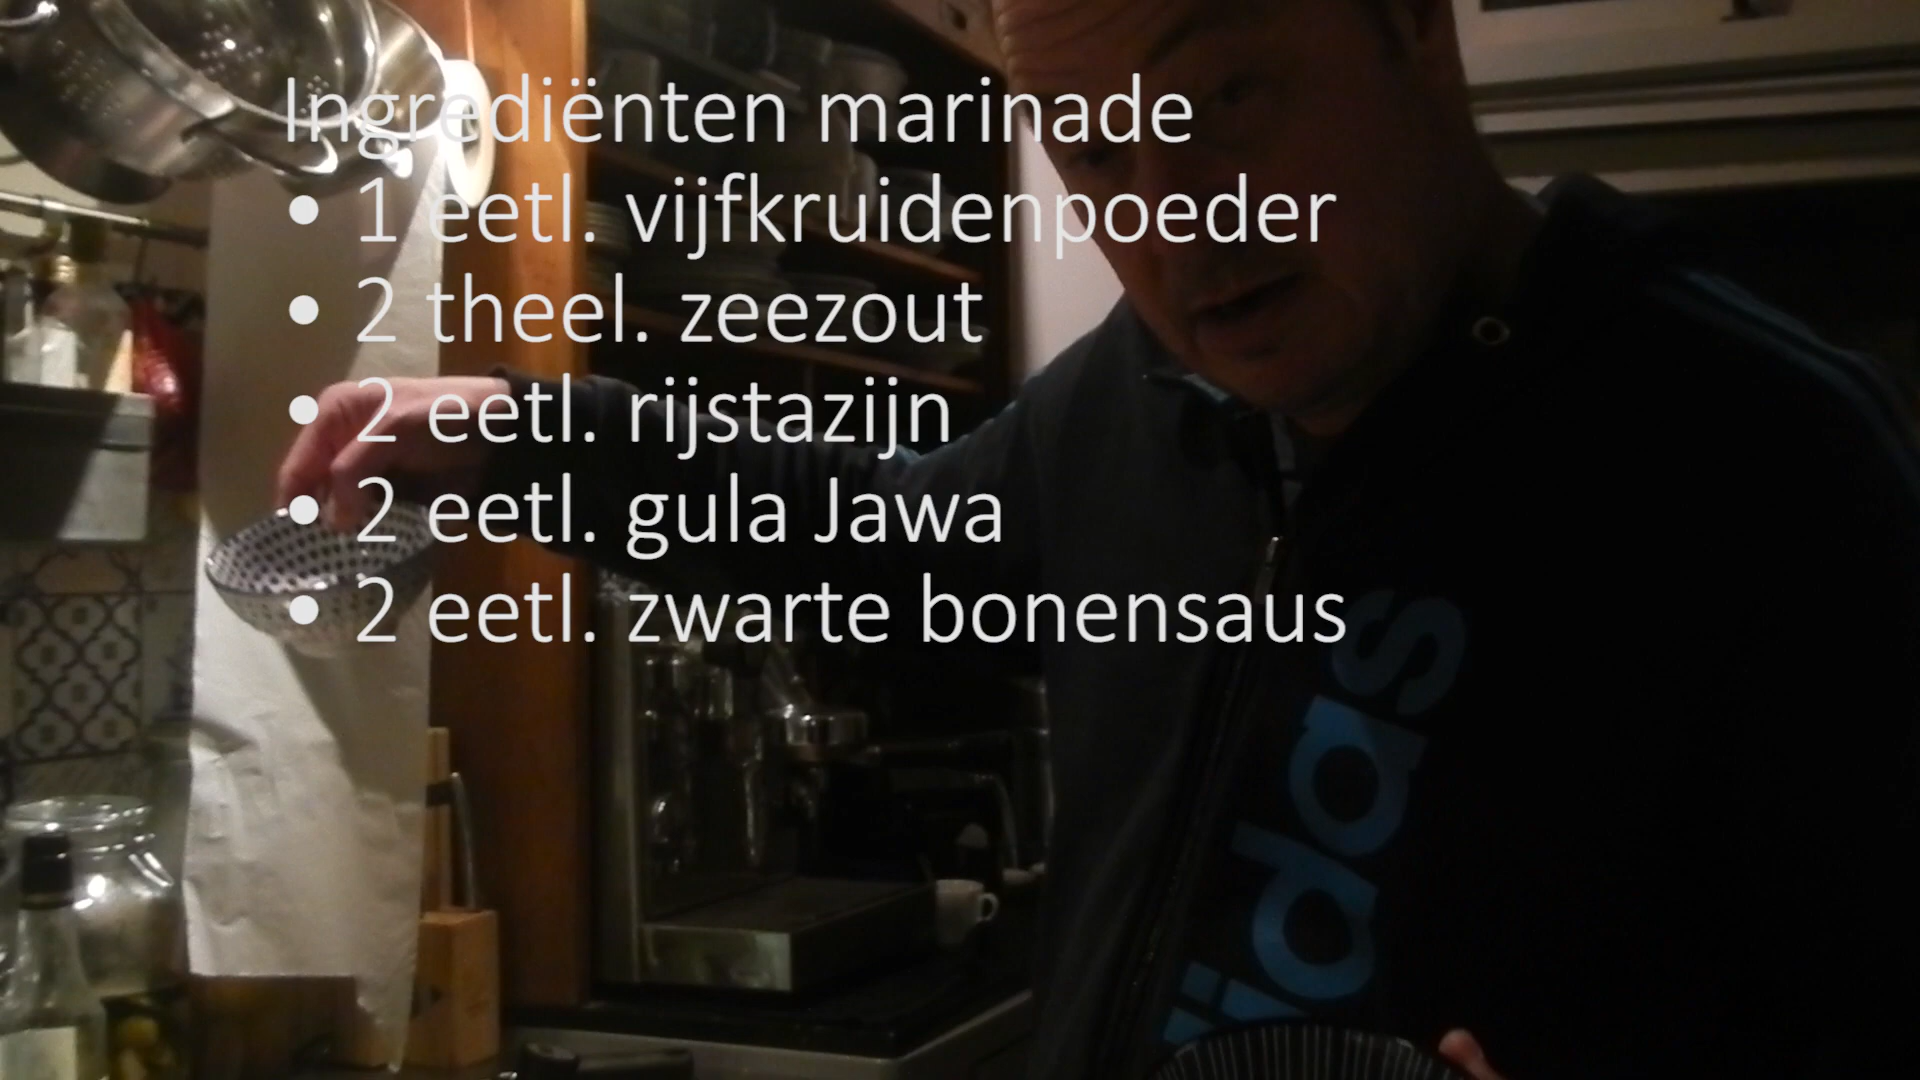 Ingrediënten marinade
• 1 eetl. vijfkruidenpoeder
• 2 theel. zeezout
• 2 eetl. rijstazijn
• 2 eetl. gula Jawa
• 2 eetl. zwarte bonensaus
idas